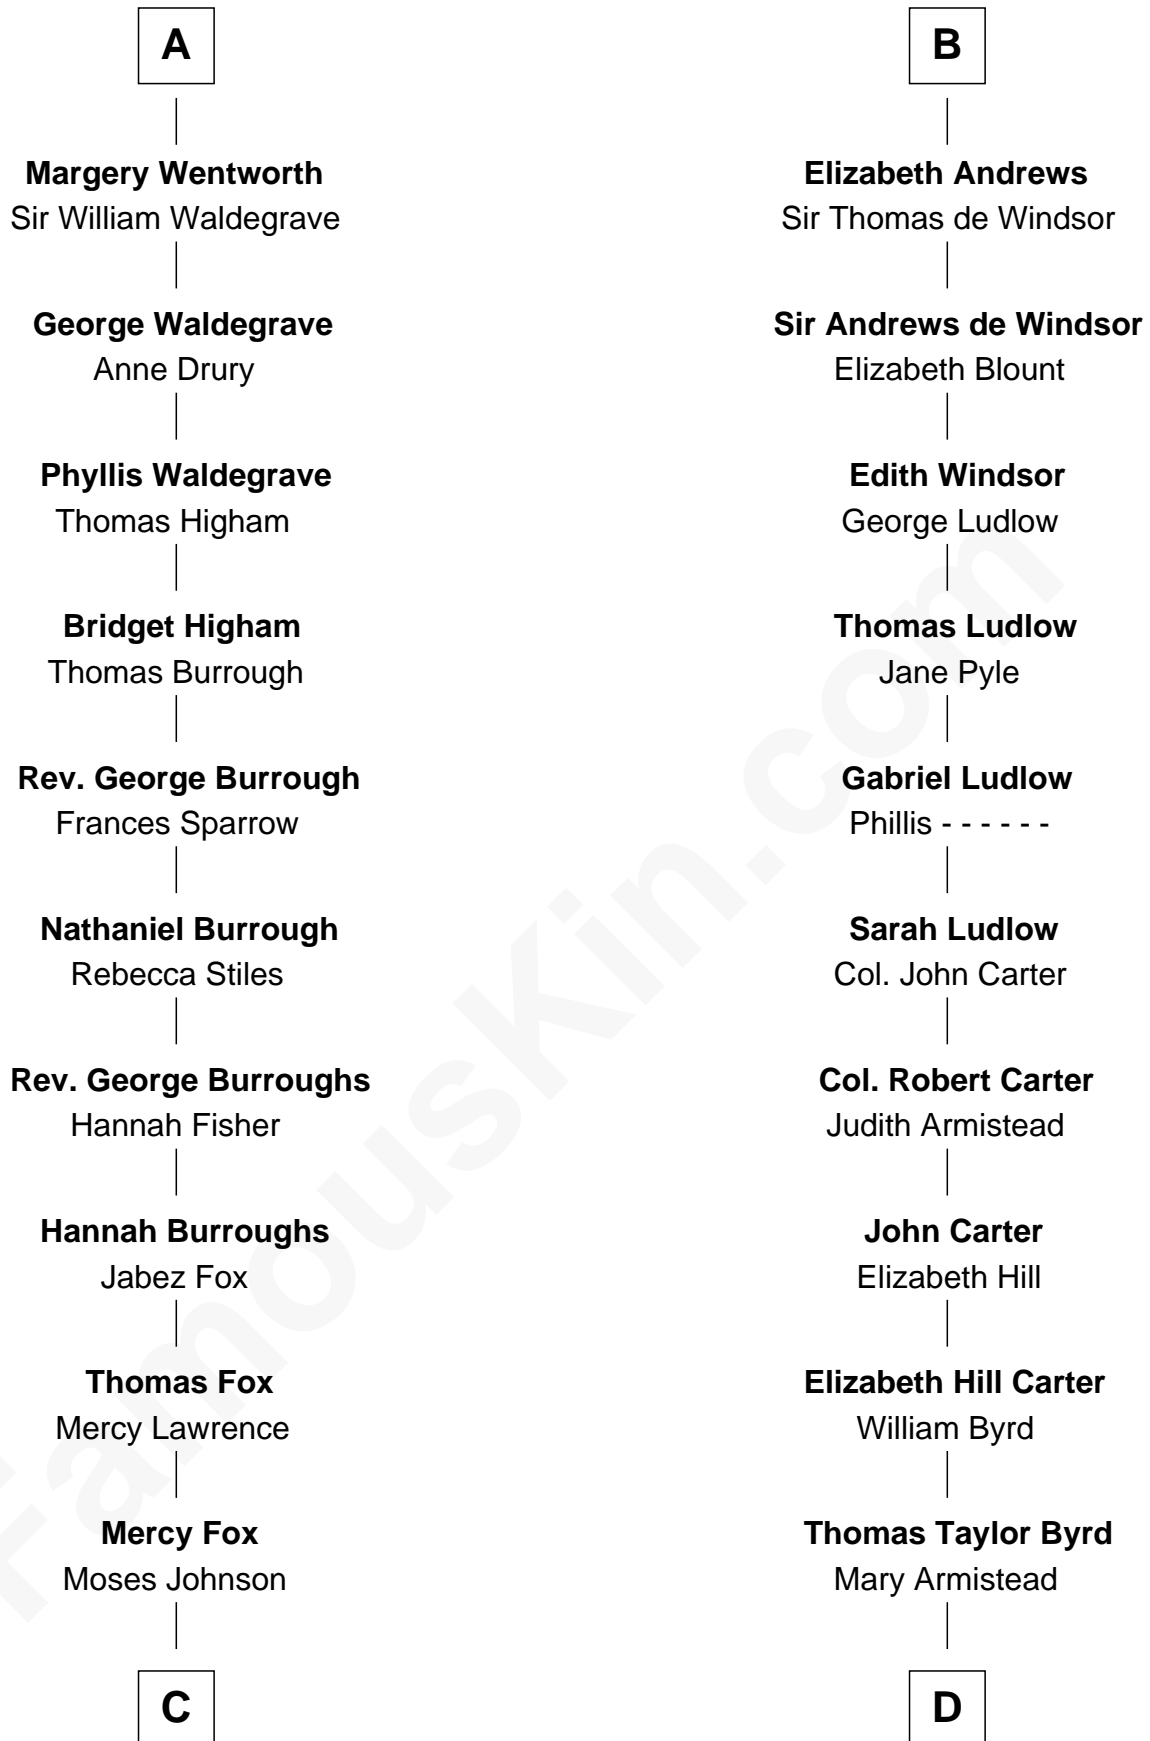 A
Margery Wentworth
Sir William Waldegrave
George Waldegrave
Anne Drury
Phyllis Waldegrave
Thomas Higham
Bridget Higham
Thomas Burrough
Rev. George Burrough
Frances Sparrow
Nathaniel Burrough
Rebecca Stiles
Rev. George Burroughs
Hannah Fisher
Hannah Burroughs
Jabez Fox
Thomas Fox
Mercy Lawrence
Mercy Fox
Moses Johnson
C
B
Elizabeth Andrews
Sir Thomas de Windsor
Sir Andrews de Windsor
Elizabeth Blount
Edith Windsor
George Ludlow
Thomas Ludlow
Jane Pyle
Gabriel Ludlow
Phillis - - - - - -
Sarah Ludlow
Col. John Carter
Col. Robert Carter
Judith Armistead
John Carter
Elizabeth Hill
Elizabeth Hill Carter
William Byrd
Thomas Taylor Byrd
Mary Armistead
D
FamousKin.com